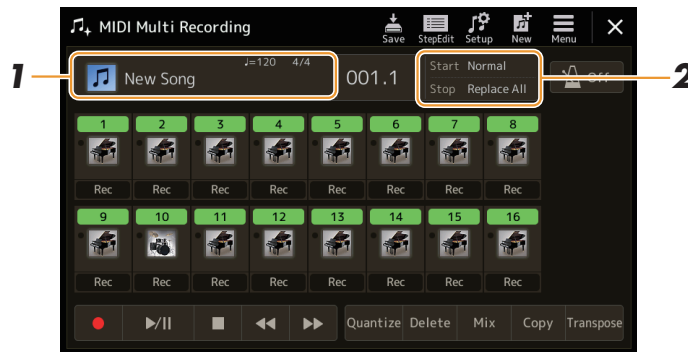 MIDI Multi Recording
Save StepEdit Setup New Menu
1
New Song ♩=120 4/4
001.1
Start Normal
Stop Replace All
Off
2
1 2 3 4 5 6 7 8
Rec Rec Rec Rec Rec Rec Rec Rec
9 10 11 12 13 14 15 16
Rec Rec Rec Rec Rec Rec Rec Rec
Quantize Delete Mix Copy Transpose